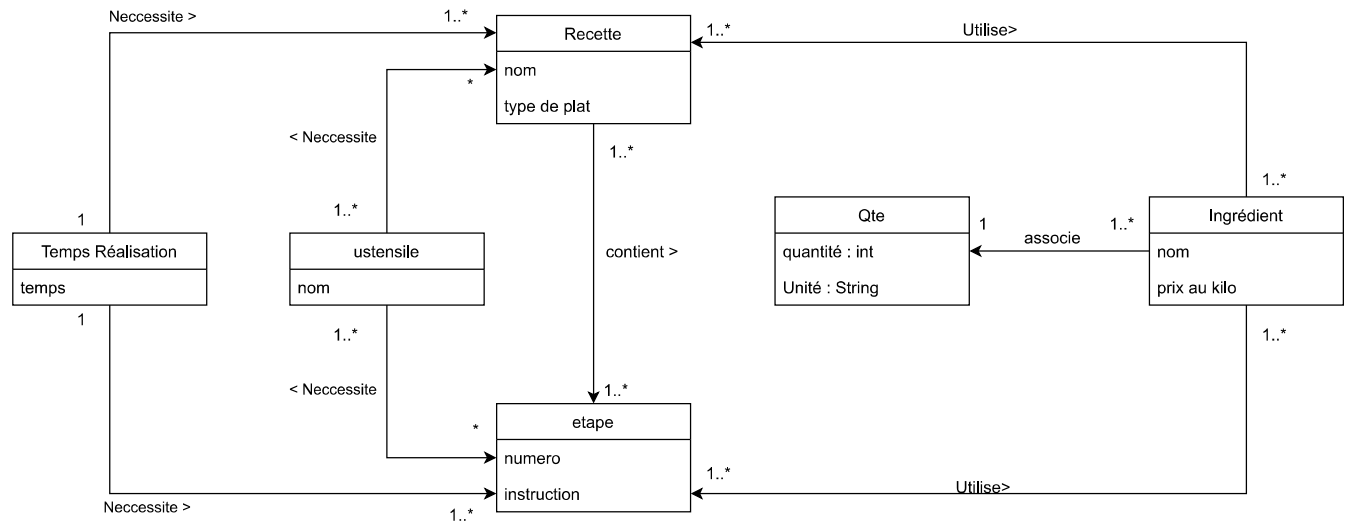 Neccessite >
1..*
Recette
nom
type de plat
1..*
Utilise>
*
< Neccessite
1..*
1..*
1
1..*
Temps Réalisation
temps
ustensile
nom
contient >
Qte
quantité : int
Unité : String
1
associe
1..*
Ingrédient
nom
prix au kilo
1
1..*
1..*
< Neccessite
1..*
*
etape
numero
instruction
1..*
Utilise>
Neccessite >
1..*